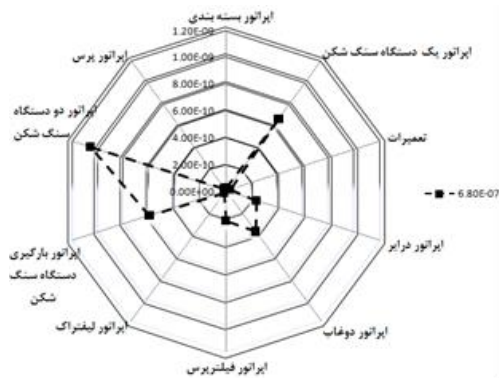 اپراتور بسته بندی
1.20E-09
1.00E-09
8.00E-10
6.00E-10
4.00E-10
2.00E-10
0.00E+00
اپراتور یک دستگاه سنگ شکن
تعمیرات
اپراتور درایر
اپراتور دوغاب
اپراتور فیلترپرس
اپراتور لیفتراک
اپراتور بارگیری
دستگاه سنگ
شکن
اپراتور دو دستگاه
سنگ شکن
اپراتور پرس
6.80E-07